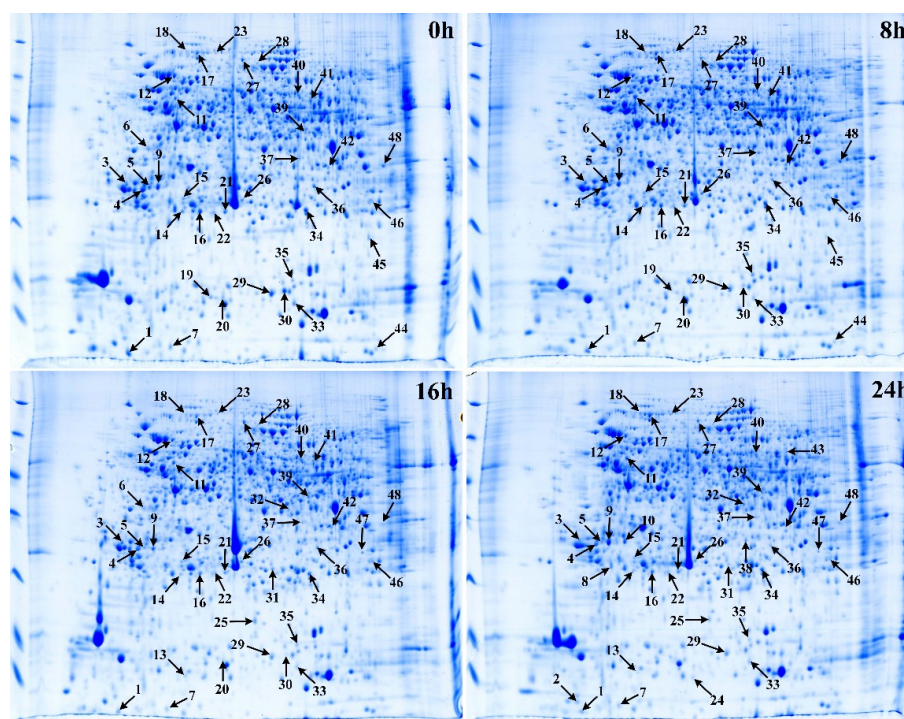 0h
18 23 28
17 27 40 41
12
11 39
6 42 48
37
3 5 9
4 15 21 26 36
14 16 22 34 46
45
35
19 29
20 30 33
1 7 44
8h
18 23 28
17 27 40 41
12
11 39
6 42 48
37
3 5 9
4 15 21 26 36
14 16 22 34 46
45
35
19 29
20 30 33
1 7 44
16h
18 23 28
17 27 40 41
12
11 39
6 32 42 48
37 47
3 5 9
4 15 21 26 36
14 16 22 31 34 46
25 35
13 29
20 30 33
1 7
24h
18 23 28
17 27 40 43
12
11 39
32 42 48
37 47
3 5 9 10
4 15 21 26 38 36
8 14 16 22 31 34 46
25 35
13 29
33
2 1 7 24